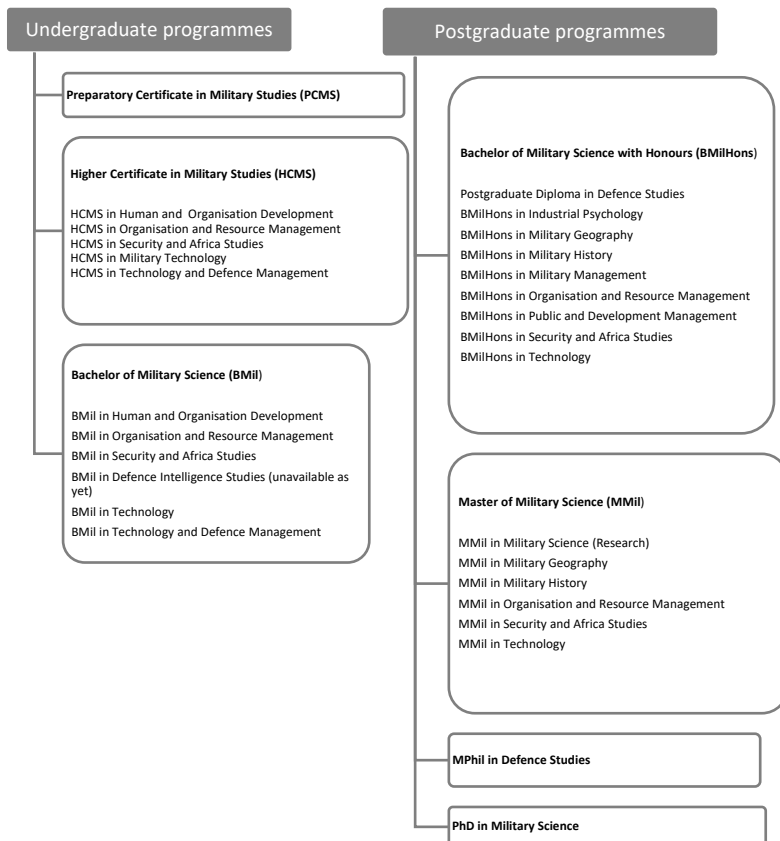 Undergraduate programmes
Preparatory Certificate in Military Studies (PCMS)
Higher Certificate in Military Studies (HCMS)
HCMS in Human and Organisation Development
HCMS in Organisation and Resource Management
HCMS in Security and Africa Studies
HCMS in Military Technology
HCMS in Technology and Defence Management
Bachelor of Military Science (BMil)
BMil in Human and Organisation Development
BMil in Organisation and Resource Management
BMil in Security and Africa Studies
BMil in Defence Intelligence Studies (unavailable as
yet)
BMil in Technology
BMil in Technology and Defence Management
Postgraduate programmes
Bachelor of Military Science with Honours (BMilHons)
Postgraduate Diploma in Defence Studies
BMilHons in Industrial Psychology
BMilHons in Military Geography
BMilHons in Military History
BMilHons in Military Management
BMilHons in Organisation and Resource Management
BMilHons in Public and Development Management
BMilHons in Security and Africa Studies
BMilHons in Technology
Master of Military Science (MMil)
MMil in Military Science (Research)
MMil in Military Geography
MMil in Military History
MMil in Organisation and Resource Management
MMil in Security and Africa Studies
MMil in Technology
MPhil in Defence Studies
PhD in Military Science